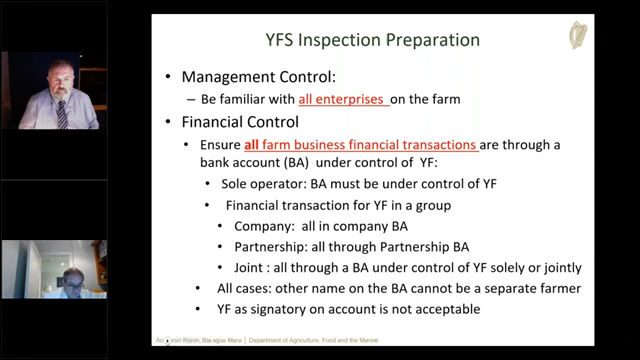 YFS Inspection Preparation
• Management Control:
– Be familiar with all enterprises on the farm
• Financial Control
• Ensure all farm business financial transactions are through a
bank account (BA) under control of YF:
• Sole operator: BA must be under control of YF
• Financial transaction for YF in a group
• Company: all in company BA
• Partnership: all through Partnership BA
• Joint : all through a BA under control of YF solely or jointly
• All cases: other name on the BA cannot be a separate farmer
• YF as signatory on account is not acceptable
Bia agus Mara | Department of Agriculture, Food and the Marine